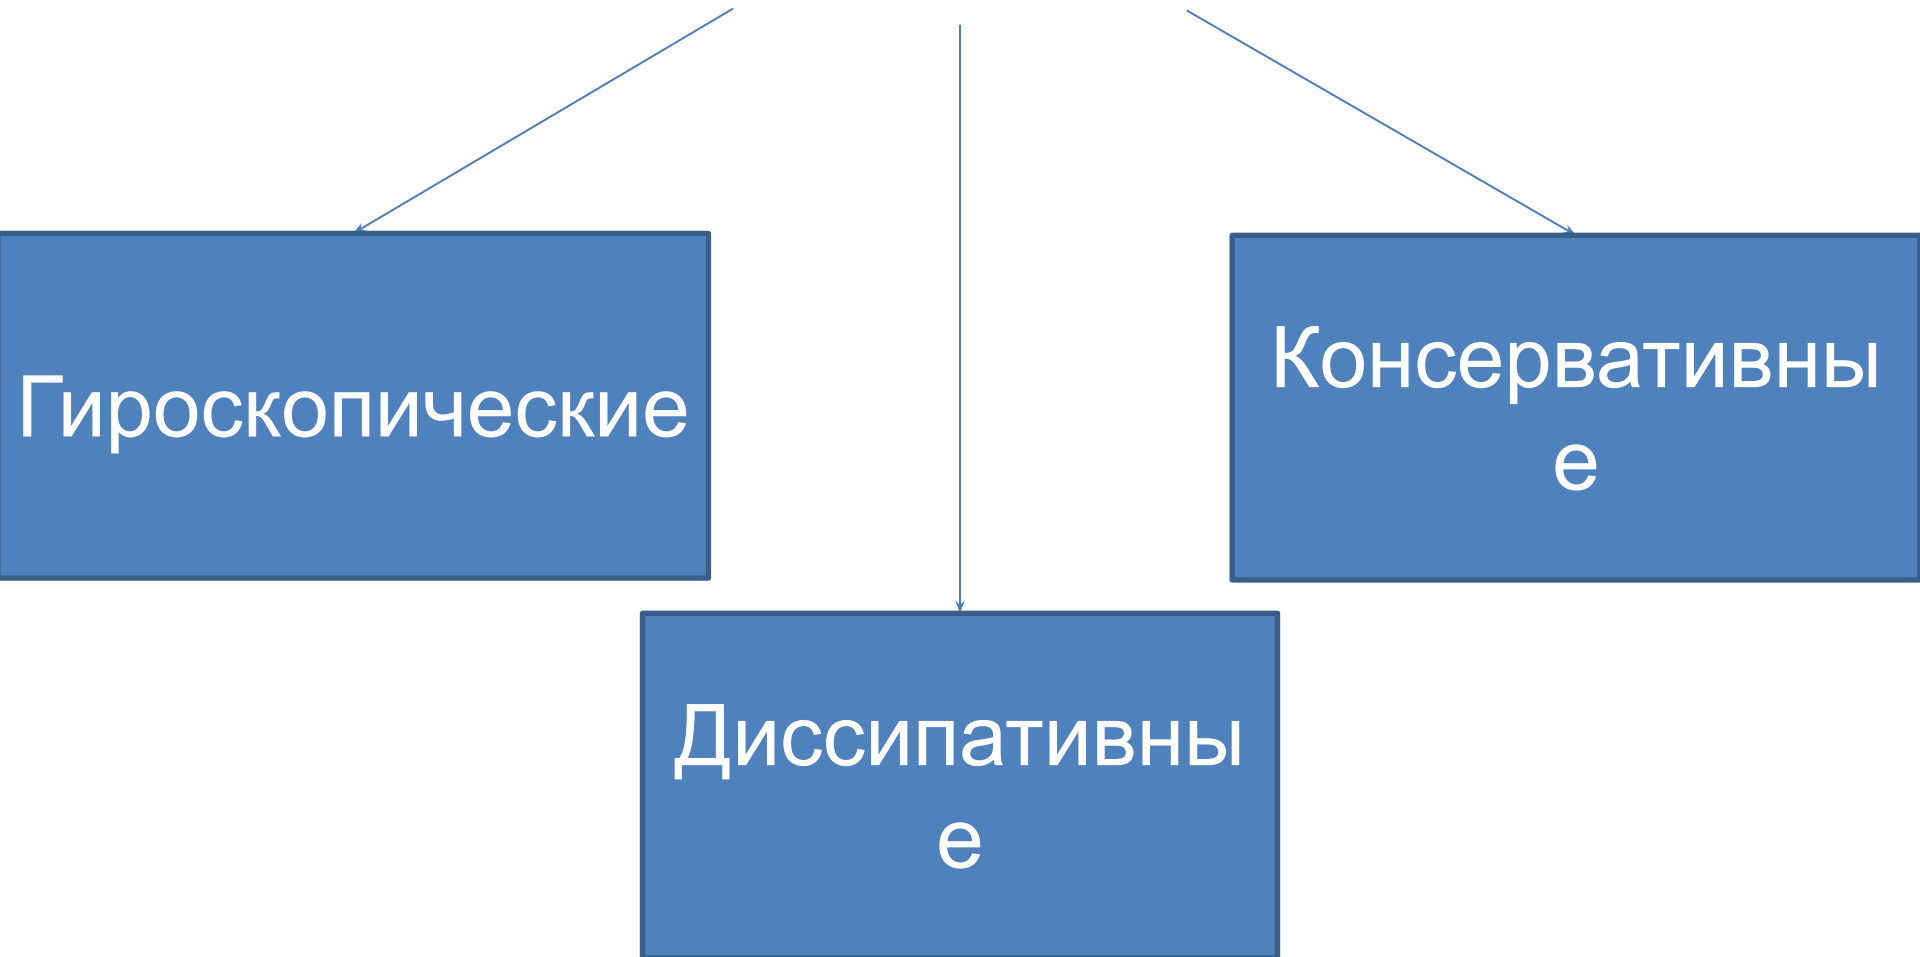 Гироскопические
Консервативны
е
Диссипативны
е